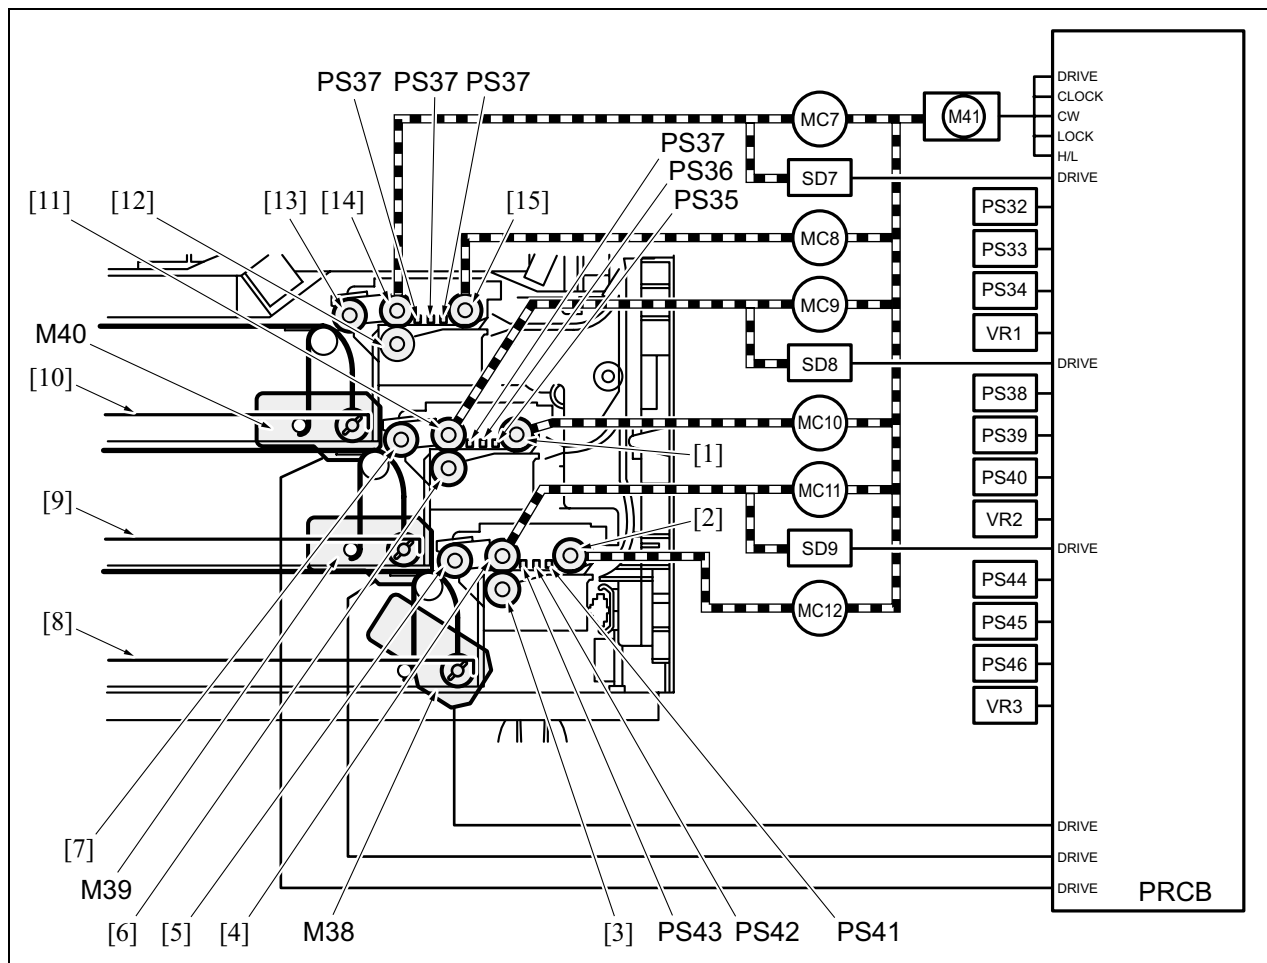 PS37 PS37 PS37
MC7
M41
DRIVE
CLOCK
CW
LOCK
H/L
DRIVE
PS37
PS36
PS35
SD7
[11] [12] [13] [14] [15]
PS32
MC8
PS33
PS34
MC9
VR1
M40
SD8
DRIVE
[10]
PS38
MC10
PS39
[1]
PS40
[9]
MC11
[2]
VR2
SD9
DRIVE
PS44
MC12
[8]
PS45
PS46
VR3
DRIVE
[7]
DRIVE
M39
DRIVE
PRCB
[6] [5] [4] M38 [3] PS43 PS42 PS41